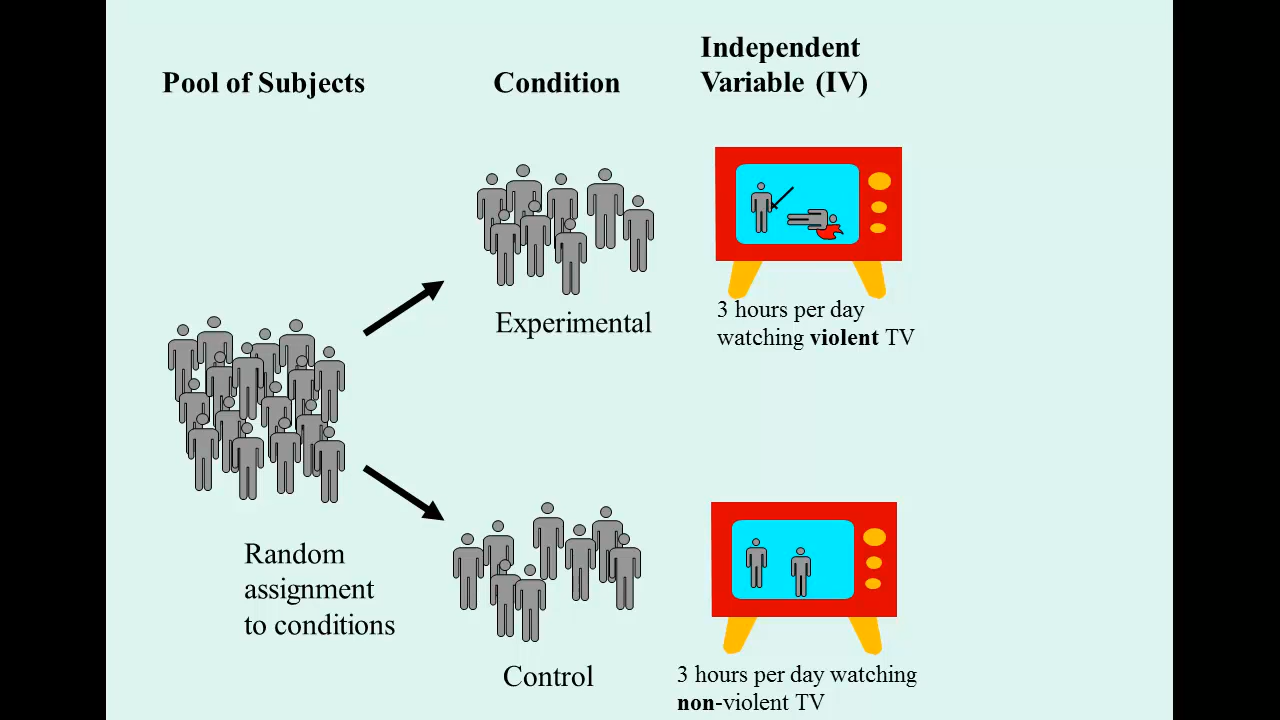 Pool of Subjects
Condition
Independent
Variable (IV)
Experimental
3 hours per day
watching violent TV
Random
assignment
to conditions
Control
3 hours per day watching
non-violent TV